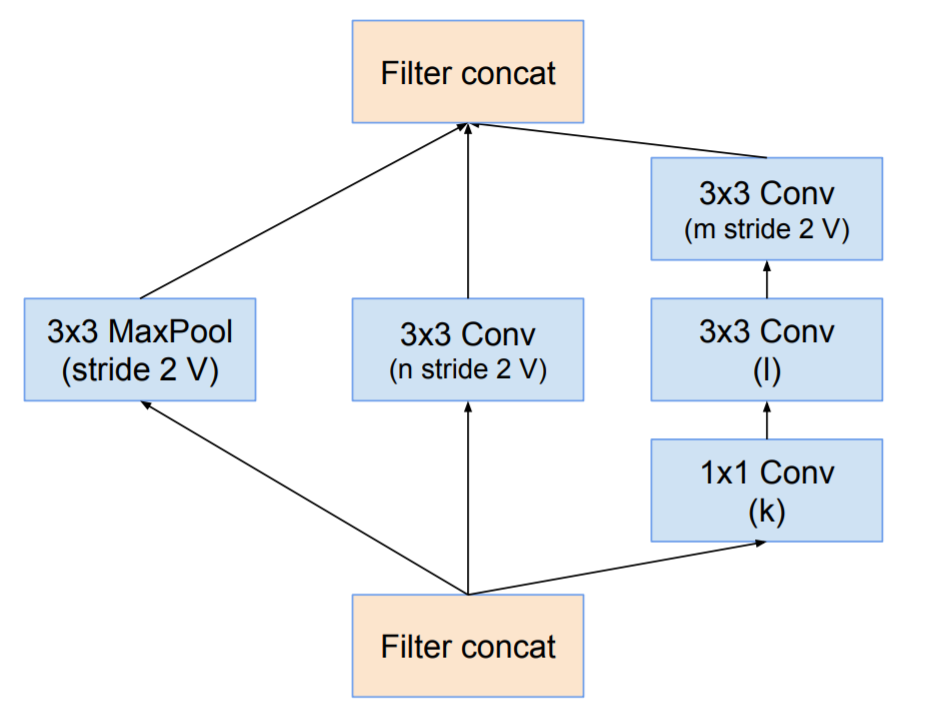 Filter concat
3x3 Conv
(m stride 2 V)
3x3 MaxPool
(stride 2 V)
3x3 Conv
(n stride 2 V)
3x3 Conv
(l)
1x1 Conv
(k)
Filter concat